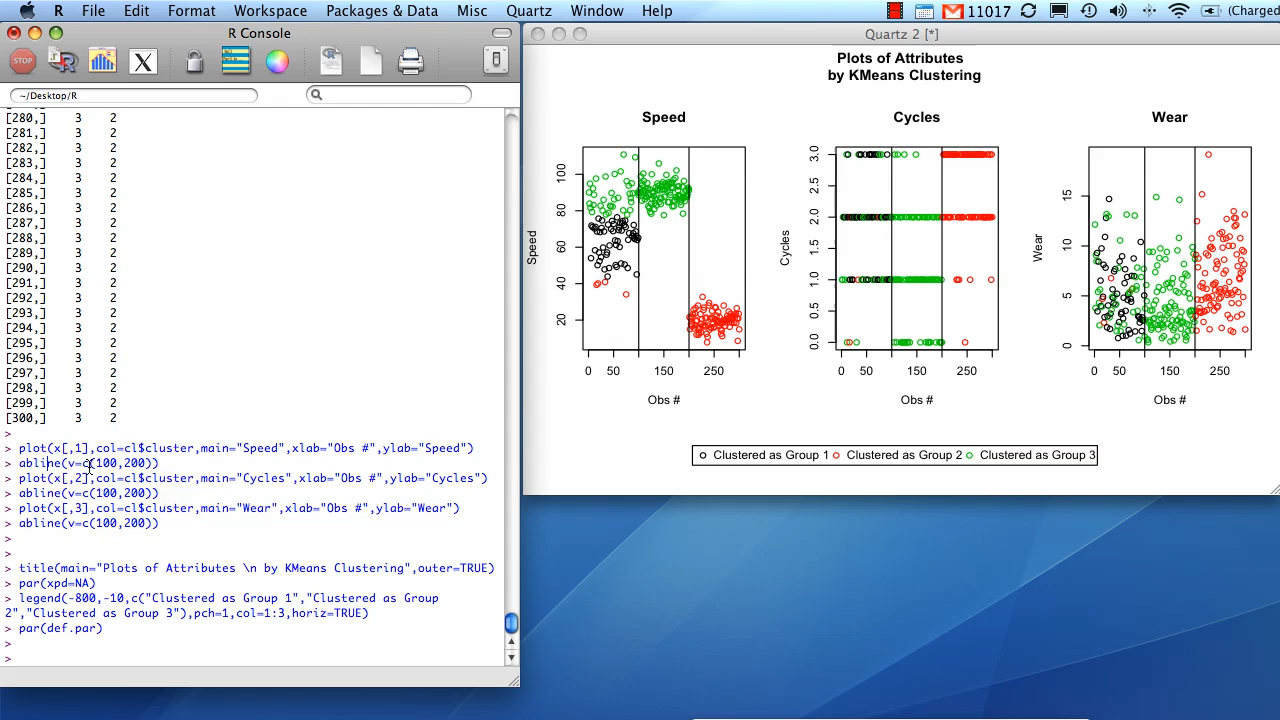 R File Edit Format Workspace Packages & Data Misc Quartz Window Help 11017 (Charged
R Console
STOP X
~/Desktop/R
[280,] 3 2
[281,] 3 2
[282,] 3 2
[283,] 3 2
[284,] 3 2
[285,] 3 2
[286,] 3 2
[287,] 3 2
[288,] 3 2
[289,] 3 2
[290,] 3 2
[291,] 3 2
[292,] 3 2
[293,] 3 2
[294,] 3 2
[295,] 3 2
[296,] 3 2
[297,] 3 2
[298,] 3 2
[299,] 3 2
[300,] 3 2
>
> plot(x[,1],col=cl$cluster,main="Speed",xlab="Obs #",ylab="Speed")
> abline(v=c(100,200))
> plot(x[,2],col=cl$cluster,main="Cycles",xlab="Obs #",ylab="Cycles")
> abline(v=c(100,200))
> plot(x[,3],col=cl$cluster,main="Wear",xlab="Obs #",ylab="Wear")
> abline(v=c(100,200))
>
>
> title(main="Plots of Attributes \n by KMeans Clustering",outer=TRUE)
> par(xpd=NA)
> legend(-800,-10,c("Clustered as Group 1","Clustered as Group
2","Clustered as Group 3"),pch=1,col=1:3,horiz=TRUE)
> par(def.par)
>
>
Quartz 2 [*]
Plots of Attributes
by KMeans Clustering
Speed
Speed
100
80
60
40
20
0 50 250
Obs #
Cycles
Cycles
3.0
2.5
2.0
1.5
1.0
0.5
0.0
0 50 250
Obs #
Wear
Wear
15
10
5
0
0 50 250
Obs #
Clustered as Group 1 Clustered as Group 2 Clustered as Group 3